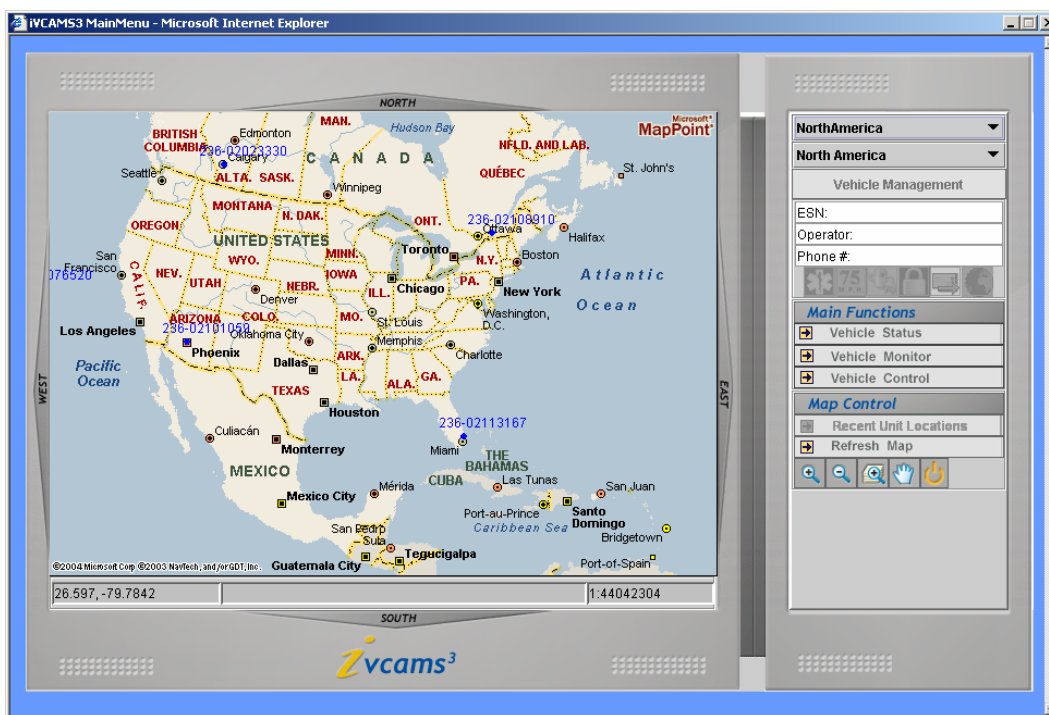 iVCAMS3 MainMenu - Microsoft Internet Explorer
NORTH
Microsoft®
MapPoint®
MAN.
Hudson Bay
BRITISH
COLUMBIA
Edmonton
236-02023330
Calgary
CANADA
NFLD. AND LAB.
QUÉBEC
St. John's
Seattle
ALTA.
SASK.
Winnipeg
MONTANA
N. DAK.
ONT.
236-02108910
Ottawa
Halifax
OREGON
UNITED STATES
MINN.
Toronto
N.Y.
Boston
San
Francisco
076520
WYO.
IOWA
NEV.
UTAH
NEBR.
ILL.
Chicago
PA.
New York
Atlantic
Ocean
CALIF.
Denver
COLO.
MO.
St. Louis
Washington,
D.C.
ARIZONA
236-02101059
Los Angeles
Oklahoma City
Memphis
Phoenix
Charlotte
ARK.
Dallas
Pacific
Ocean
TEXAS
LA.
ALA.
GA.
WEST
EAST
Houston
Culiacán
Monterrey
236-02113167
Miami
THE
BAHAMAS
MEXICO
CUBA
Las Tunas
Mérida
San Juan
Mexico City
Port-au-Prince
Santo
Domingo
San Pedro
Sula
Caribbean Sea
Bridgetown
Tegucigalpa
Guatemala City
Port-of-Spain
©2004 Microsoft Corp ©2003 NavTech, and/or GDT, Inc.
26.597, -79.7842
1:44042304
SOUTH
ivcams³
NorthAmerica
North America
Vehicle Management
ESN:
Operator:
Phone #:
75
Main Functions
Vehicle Status
Vehicle Monitor
Vehicle Control
Map Control
Recent Unit Locations
Refresh Map